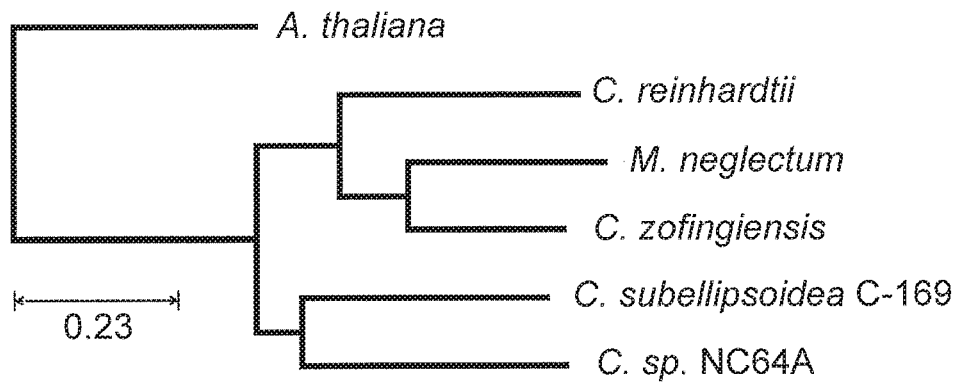 A. thaliana
C. reinhardtii
M. neglectum
C. zofingiensis
C. subellipsoidea C-169
0.23
C. sp. NC64A